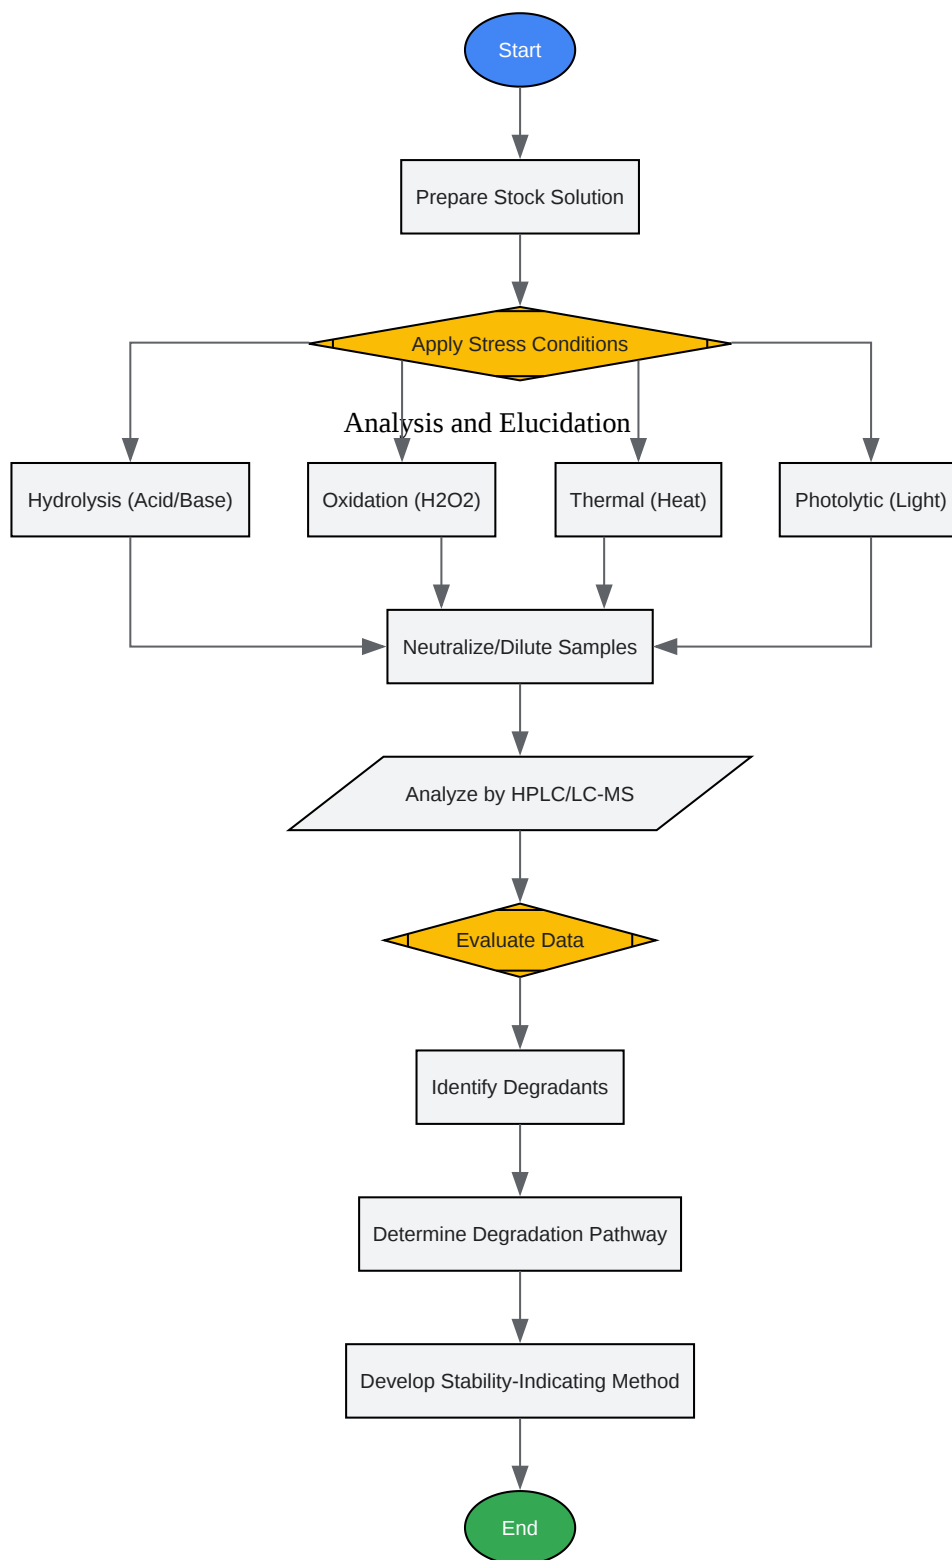 Start
Prepare Stock Solution
Apply Stress Conditions
Analysis and Elucidation
Hydrolysis (Acid/Base)
Oxidation (H2O2)
Thermal (Heat)
Photolytic (Light)
Neutralize/Dilute Samples
Analyze by HPLC/LC-MS
Evaluate Data
Identify Degradants
Determine Degradation Pathway
Develop Stability-Indicating Method
End